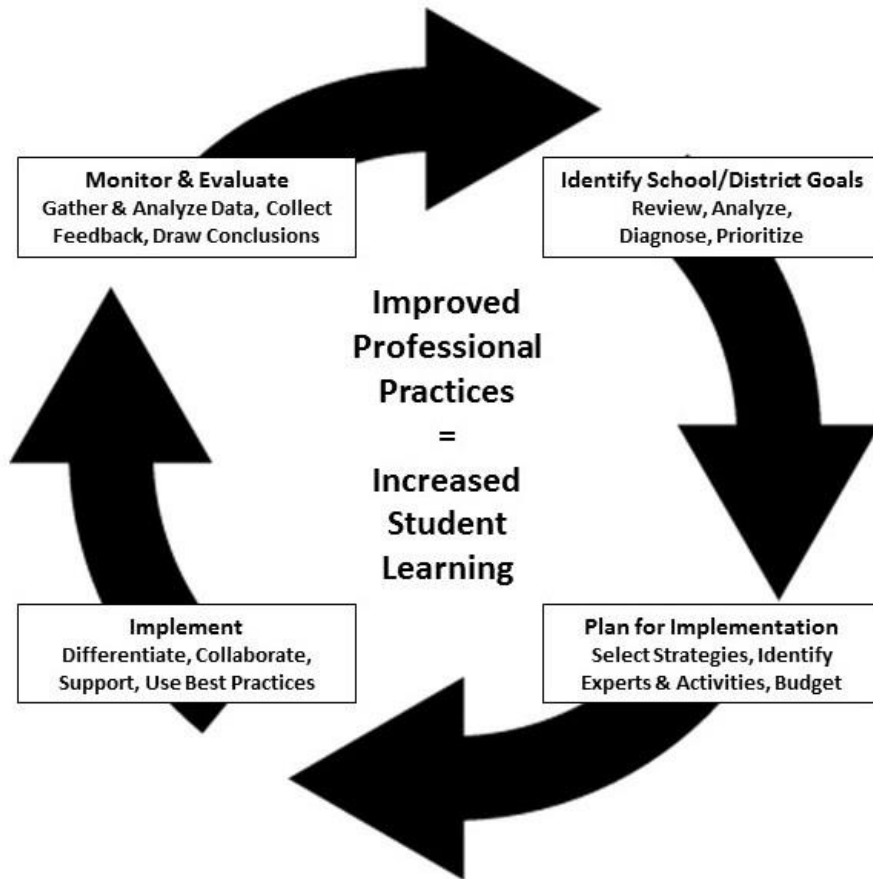 Monitor & Evaluate
Gather & Analyze Data, Collect
Feedback, Draw Conclusions
Identify School/District Goals
Review, Analyze,
Diagnose, Prioritize
Improved
Professional
Practices
=
Increased
Student
Learning
Implement
Differentiate, Collaborate,
Support, Use Best Practices
Plan for Implementation
Select Strategies, Identify
Experts & Activities, Budget